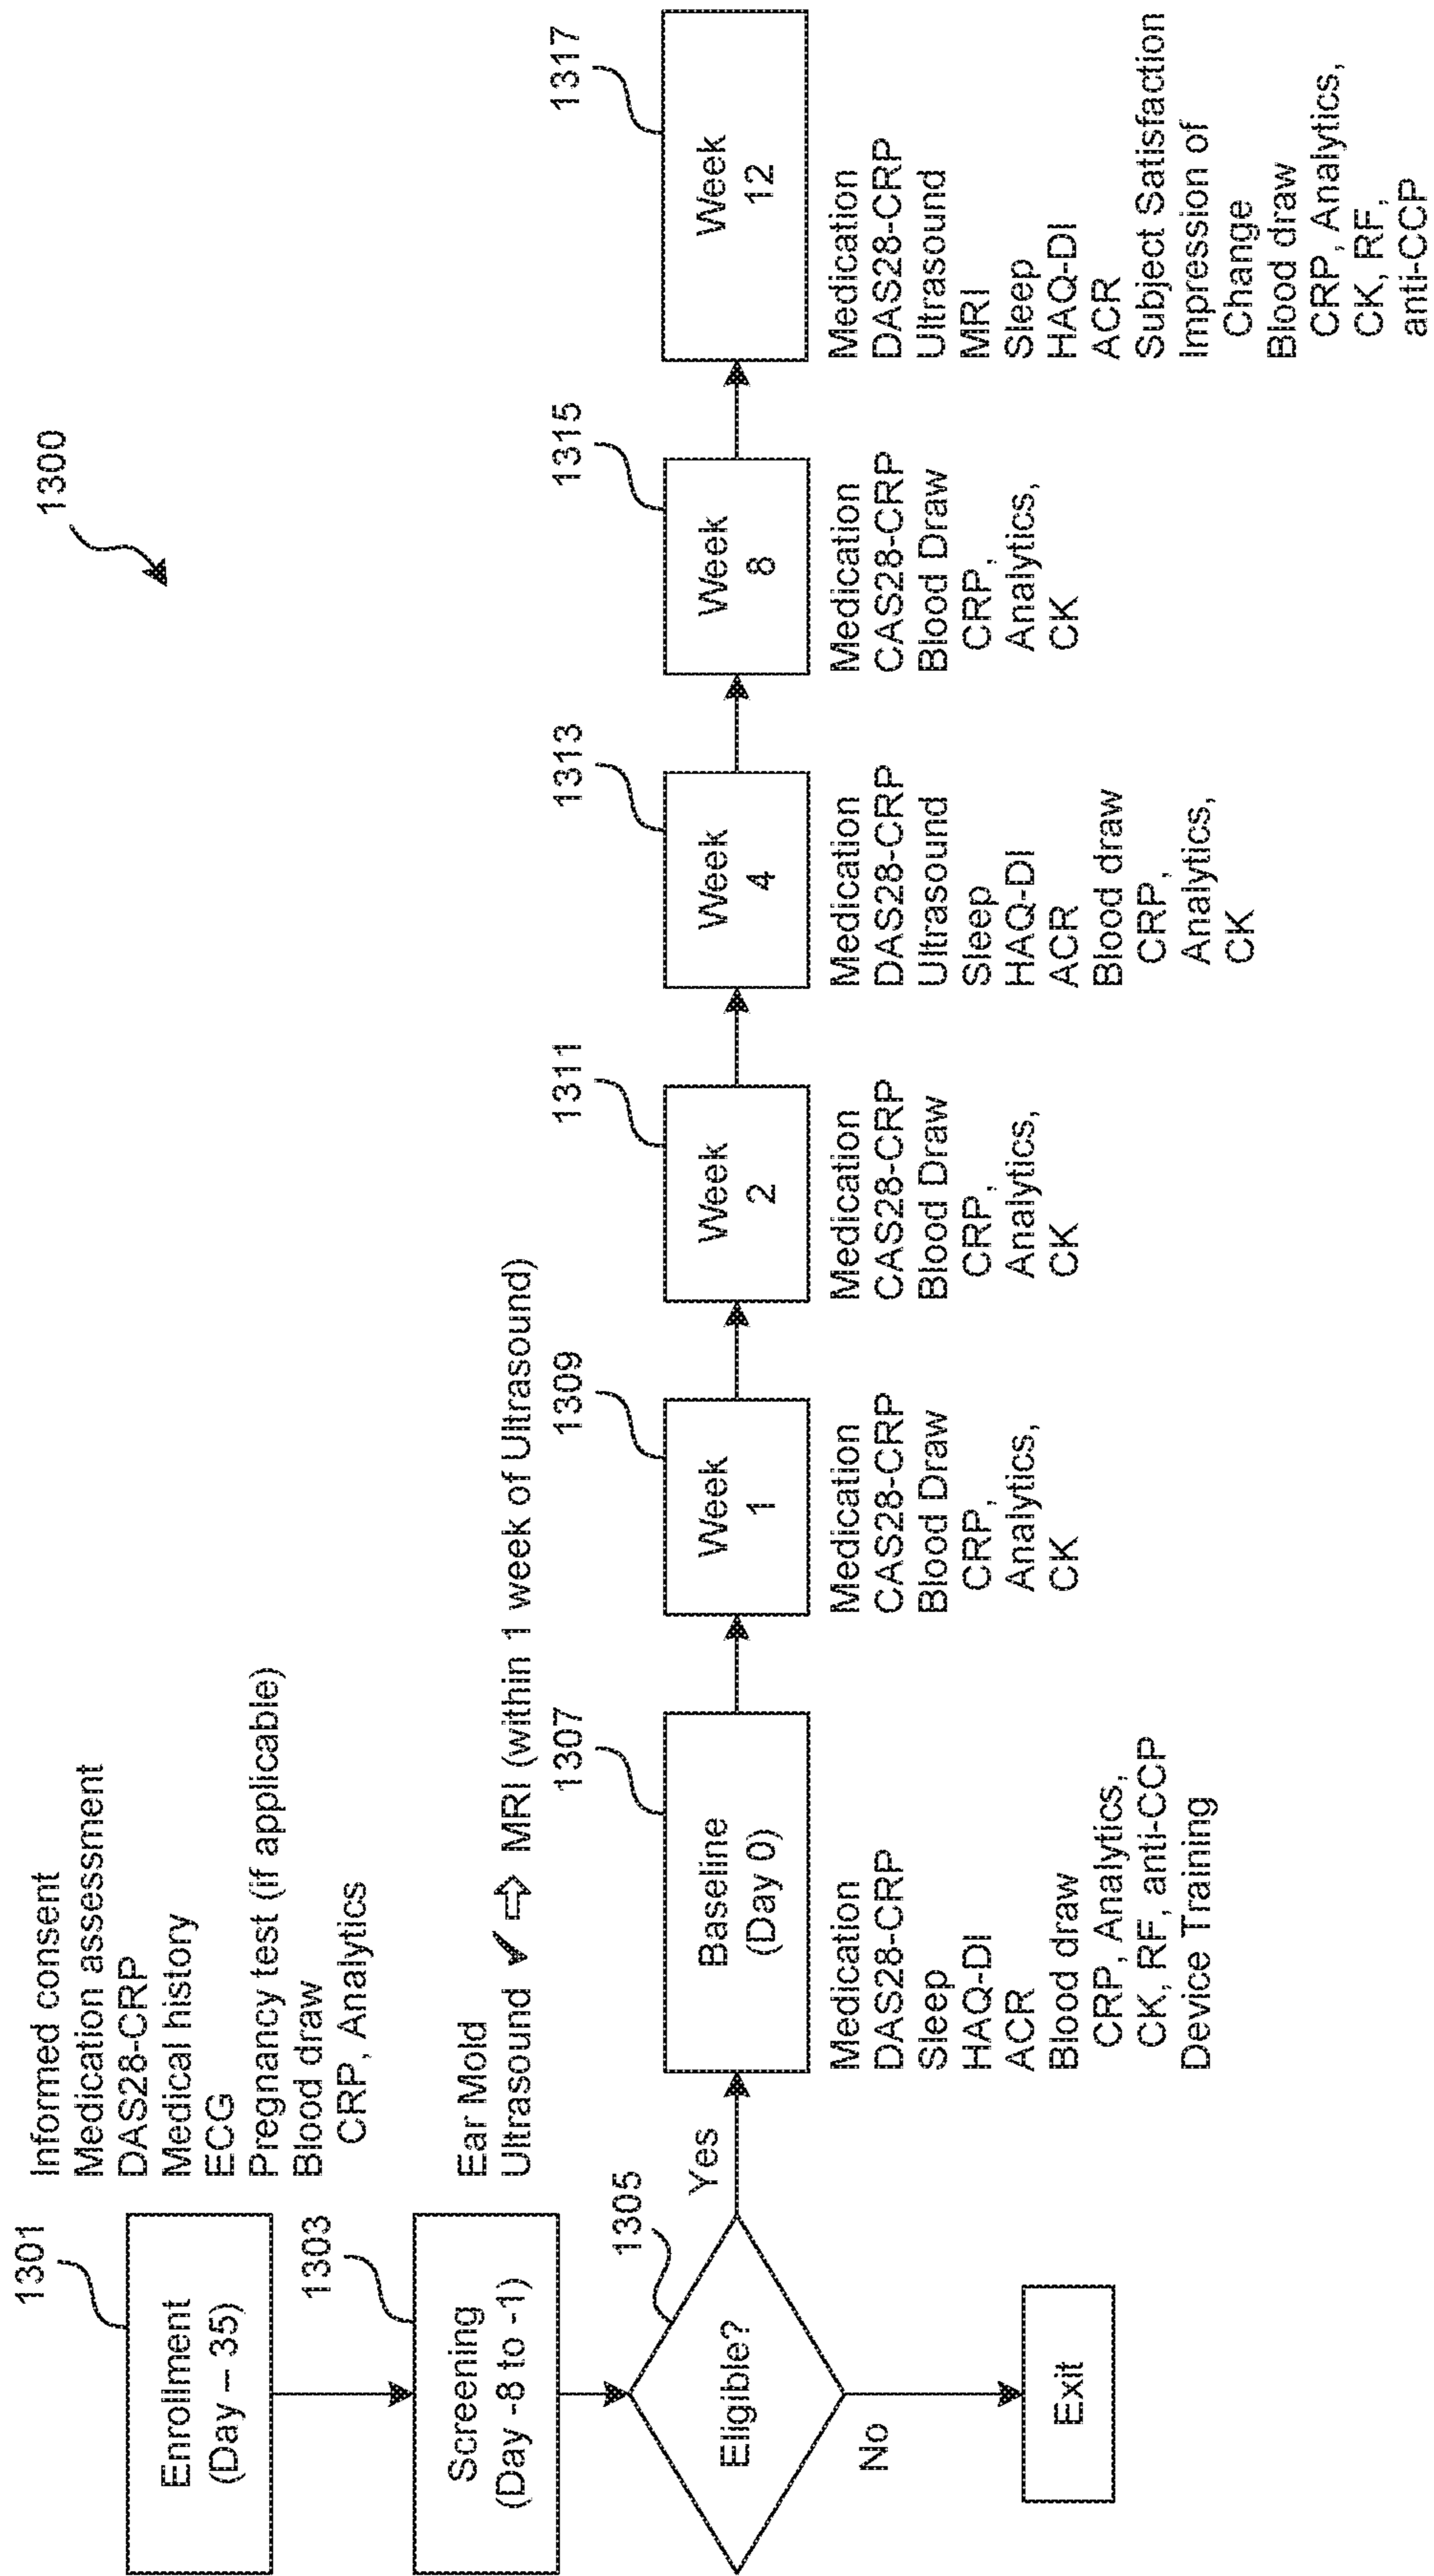 1300
1301
Enrollment
(Day – 35)
Informed consent
Medication assessment
DAS28-CRP
Medical history
ECG
Pregnancy test (if applicable)
Blood draw
CRP, Analytics
1303
Screening
(Day -8 to -1)
Ear Mold
Ultrasound ✓ ⇨ MRI (within 1 week of Ultrasound)
1305
Eligible?
Yes
No
Exit
1307
Baseline
(Day 0)
Medication
DAS28-CRP
Sleep
HAQ-DI
ACR
Blood draw
CRP, Analytics,
CK, RF, anti-CCP
Device Training
1309
Week
1
Medication
CAS28-CRP
Blood Draw
CRP,
Analytics,
CK
1311
Week
2
Medication
CAS28-CRP
Blood Draw
CRP,
Analytics,
CK
1313
Week
4
Medication
DAS28-CRP
Ultrasound
Sleep
HAQ-DI
ACR
Blood draw
CRP,
Analytics,
CK
1315
Week
8
Medication
CAS28-CRP
Blood Draw
CRP,
Analytics,
CK
1317
Week
12
Medication
DAS28-CRP
Ultrasound
MRI
Sleep
HAQ-DI
ACR
Subject Satisfaction
Impression of
Change
Blood draw
CRP, Analytics,
CK, RF,
anti-CCP